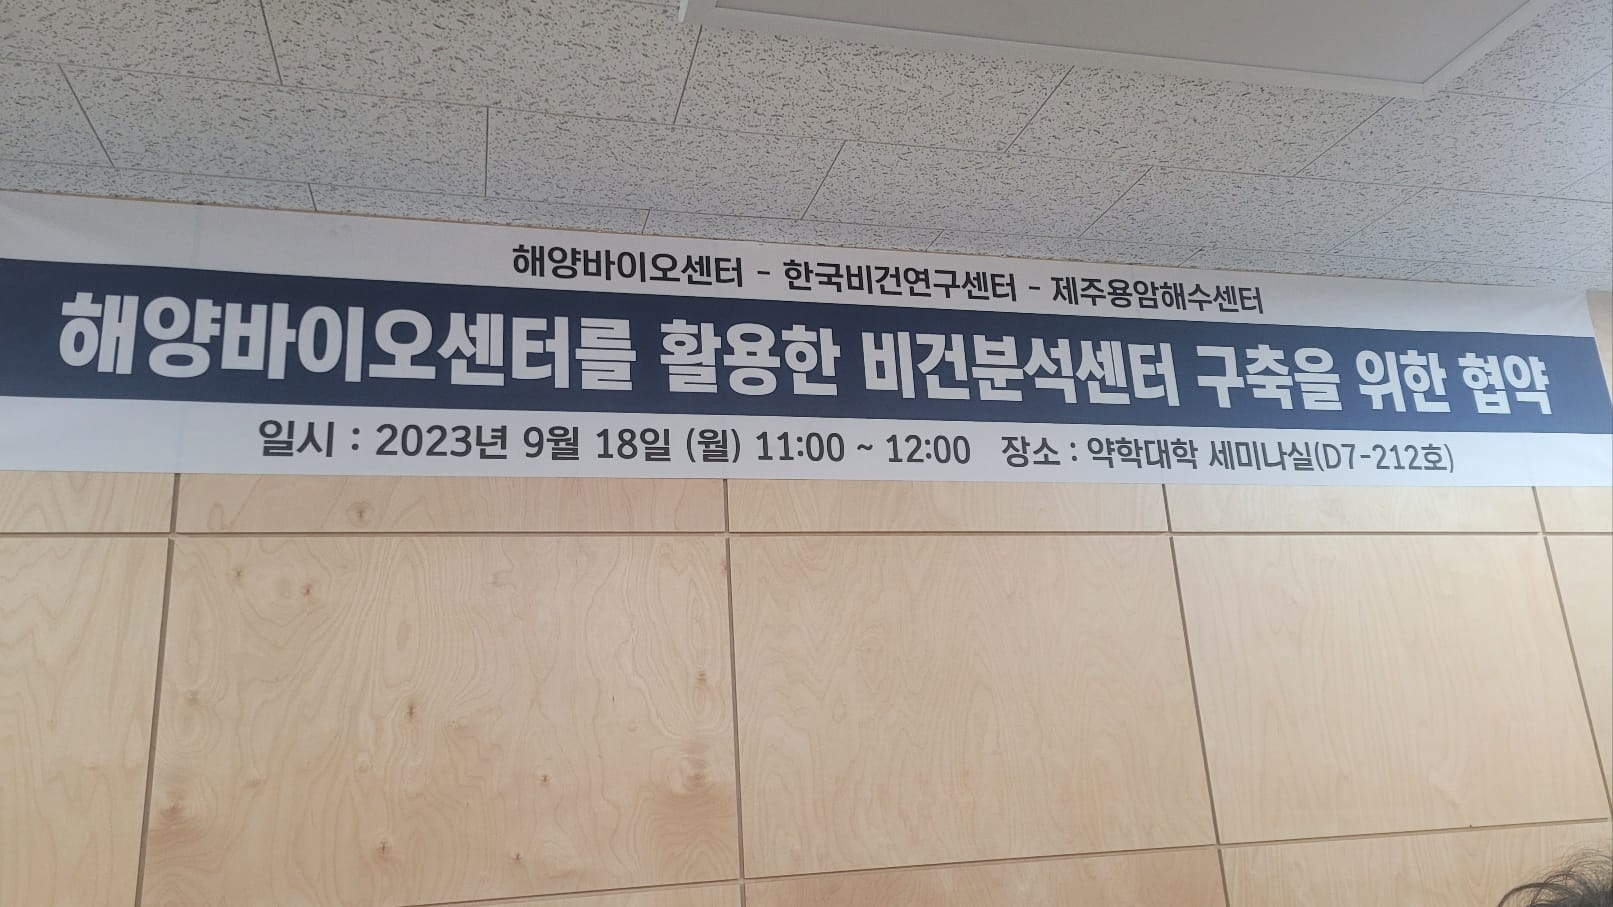 해양바이오센터 - 한국비건연구센터 - 제주용암해수센터
해양바이오센터를 활용한 비건분석센터 구축을 위한 협약
일시 : 2023년 9월 18일 (월) 11:00 ~ 12:00 장소 : 약학대학 세미나실(D7-212호)